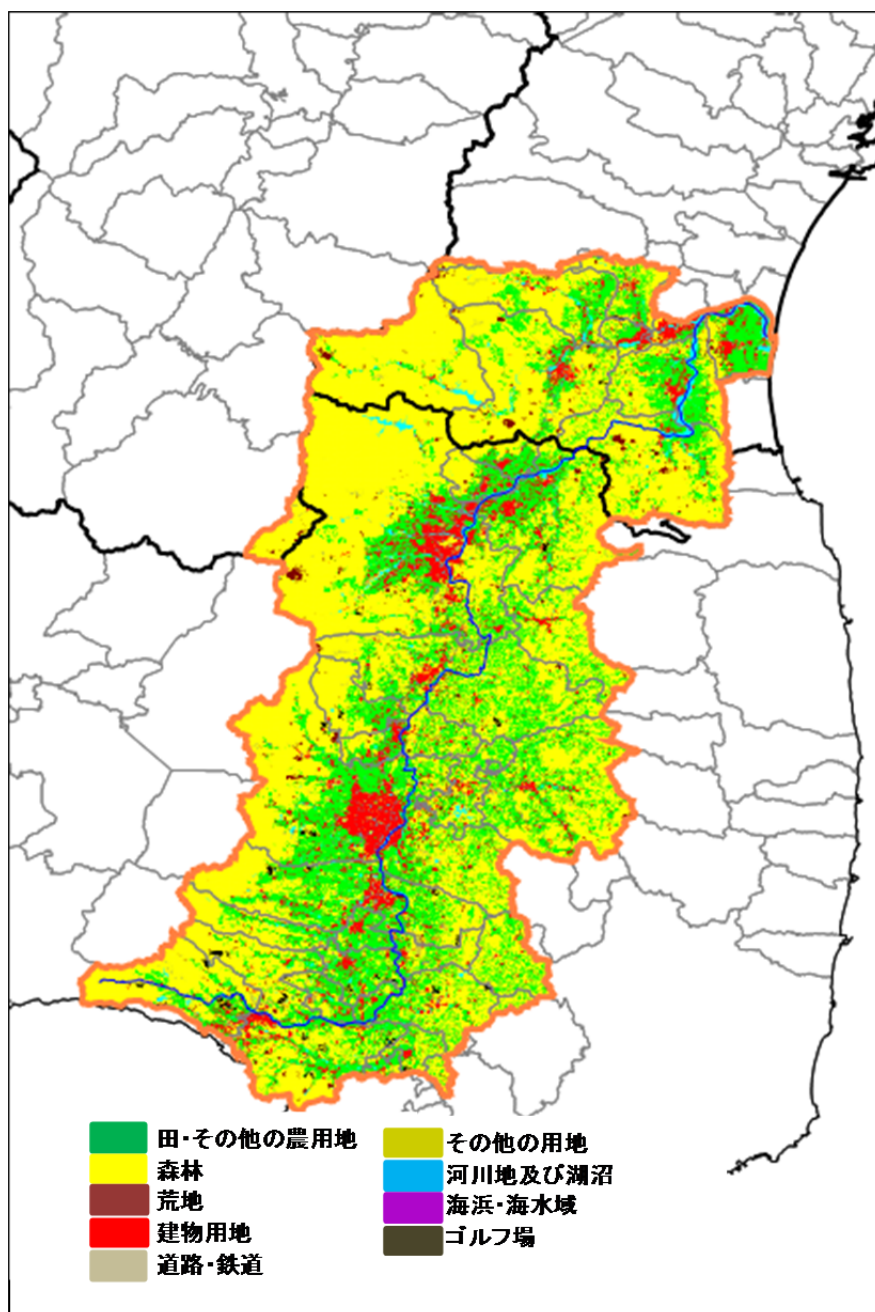 田・その他の農用地
森林
荒地
建物用地
道路・鉄道
その他の用地
河川地及び湖沼
海浜・海水域
ゴルフ場